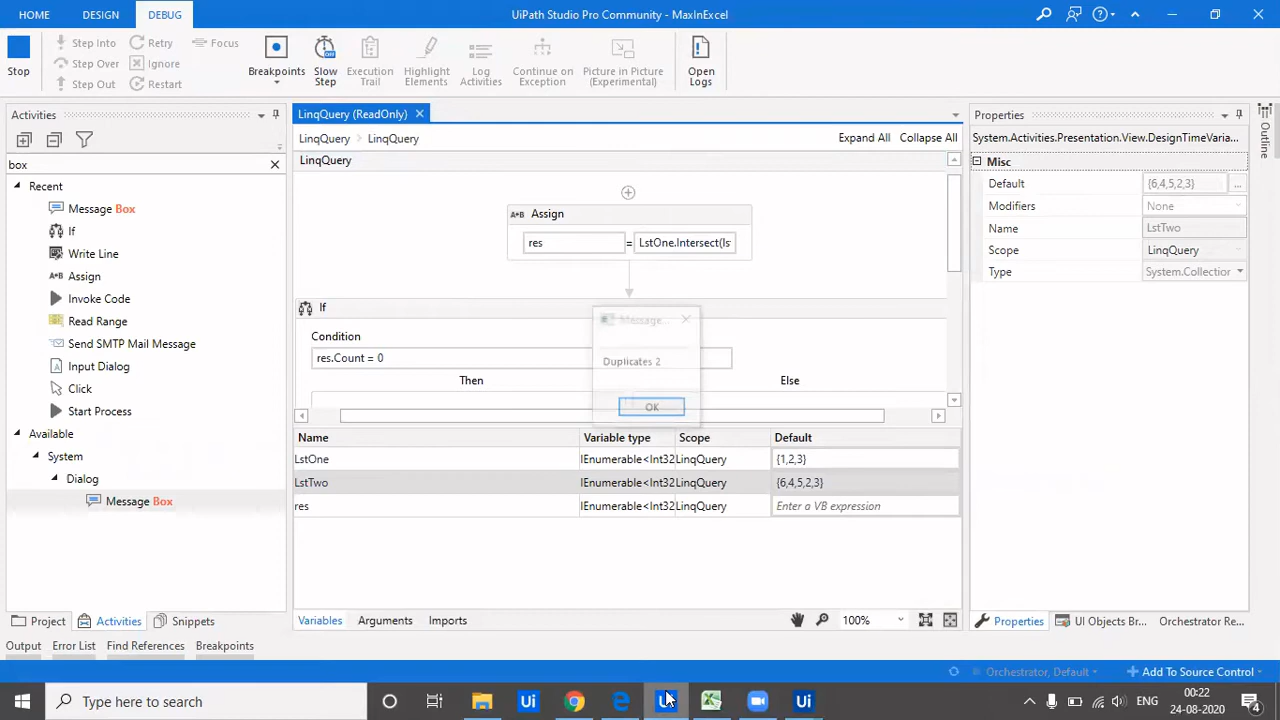 HOME DESIGN DEBUG UiPath Studio Pro Community - MaxInExcel
Stop
Step Into
Step Over
Step Out
Retry
Ignore
Restart
Focus
Breakpoints
Slow
Step
Execution
Trail
Highlight
Elements
Log
Activities
Continue on
Exception
Picture in Picture
(Experimental)
Open
Logs
Activities
box
Recent
Message Box
If
Write Line
Assign
Invoke Code
Read Range
Send SMTP Mail Message
Input Dialog
Click
Start Process
Available
System
Dialog
Message Box
Project Activities Snippets
LinqQuery (ReadOnly)
LinqQuery > LinqQuery Expand All Collapse All
LinqQuery
A+B Assign
res = LstOne.Intersect(ls
If
Condition
res.Count = 0
Then Else
Message...
Duplicates 2
OK
Name Variable type Scope Default
LstOne IEnumerable<Int32 LinqQuery {1,2,3}
LstTwo IEnumerable<Int32 LinqQuery {6,4,5,2,3}
res IEnumerable<Int32 LinqQuery Enter a VB expression
Variables Arguments Imports 100%
Properties
System.Activities.Presentation.View.DesignTimeVaria...
Misc
Default {6,4,5,2,3} ...
Modifiers None
Name LstTwo
Scope LinqQuery
Type System.Collection
Outline
Properties UI Objects Br... Orchestrator Re...
Output Error List Find References Breakpoints
Orchestrator, Default Add To Source Control
Type here to search
ENG
00:22
24-08-2020
4